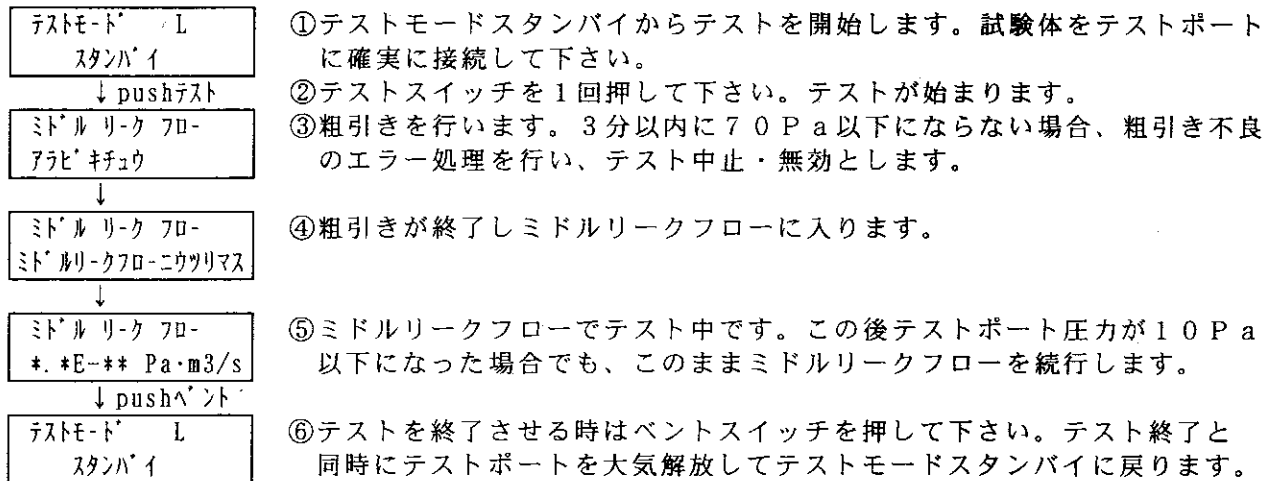 テストモード L
スタンバイ
①テストモードスタンバイからテストを開始します。試験体をテストポート
に確実に接続して下さい。
↓pushテスト
②テストスイッチを1回押して下さい。テストが始まります。
ミドル リーク フロー
アラビキチュウ
③粗引きを行います。3分以内に70Pa以下にならない場合、粗引き不良
のエラー処理を行い、テスト中止・無効とします。
↓
ミドル リーク フロー
ミドルリークフローニウツリマス
④粗引きが終了しミドルリークフローに入ります。
↓
ミドル リーク フロー
*.*E-** Pa·m3/s
⑤ミドルリークフローでテスト中です。この後テストポート圧力が10Pa
以下になった場合でも、このままミドルリークフローを続行します。
↓pushベント
テストモード L
スタンバイ
⑥テストを終了させる時はベントスイッチを押して下さい。テスト終了と
同時にテストポートを大気解放してテストモードスタンバイに戻ります。